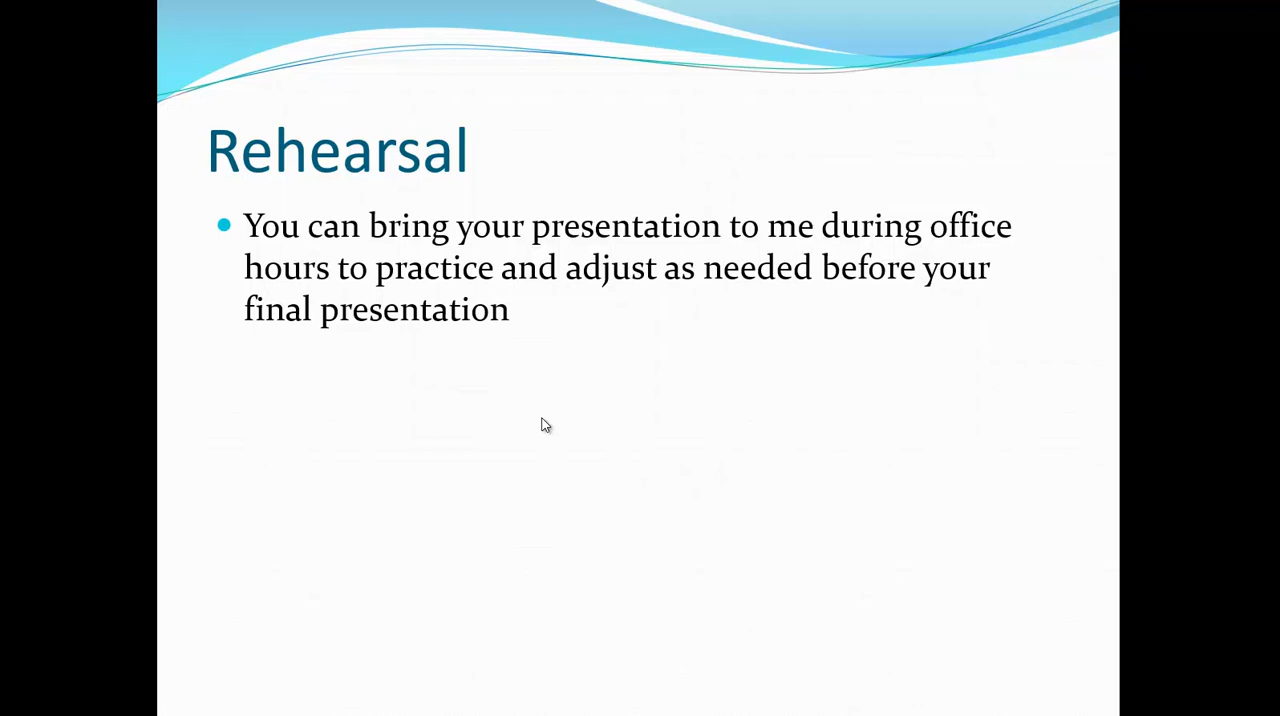 Rehearsal
You can bring your presentation to me during office
hours to practice and adjust as needed before your
final presentation